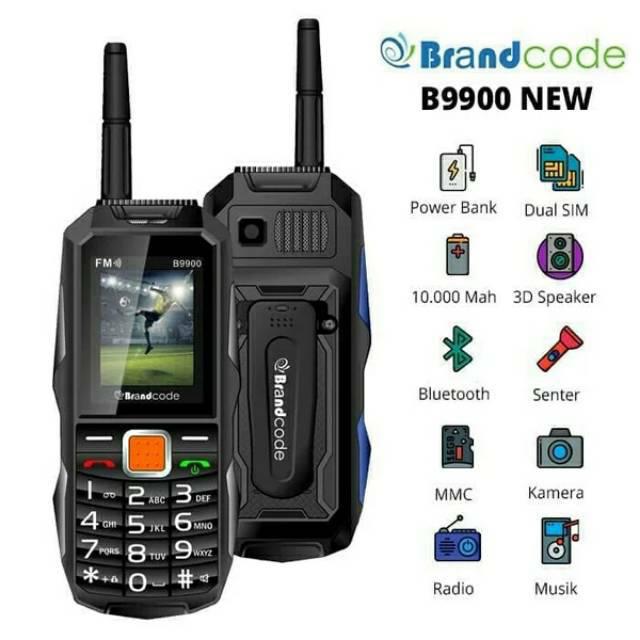 Brandcode
B9900 NEW
Power Bank
Dual SIM
10.000 Mah
3D Speaker
Bluetooth
Senter
MMC
Kamera
Radio
Musik
FM
B9900
Brandcode
1
2 ABC
3 DEF
4 GHI
5 JKL
6 MNO
7 PQRS
8 TUV
9 WXYZ
* +
0
#
Brandcode